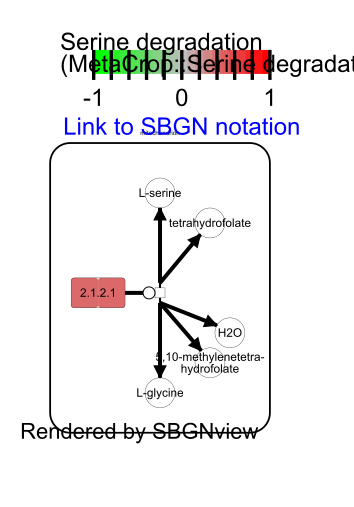 Serine degradation
(MetaCrop::Serine degradat
-1 0 1
Link to SBGN notation
L-serine
tetrahydrofolate
2.1.2.1
H2O
5,10-methylenetetra-
hydrofolate
L-glycine
Rendered by SBGNview